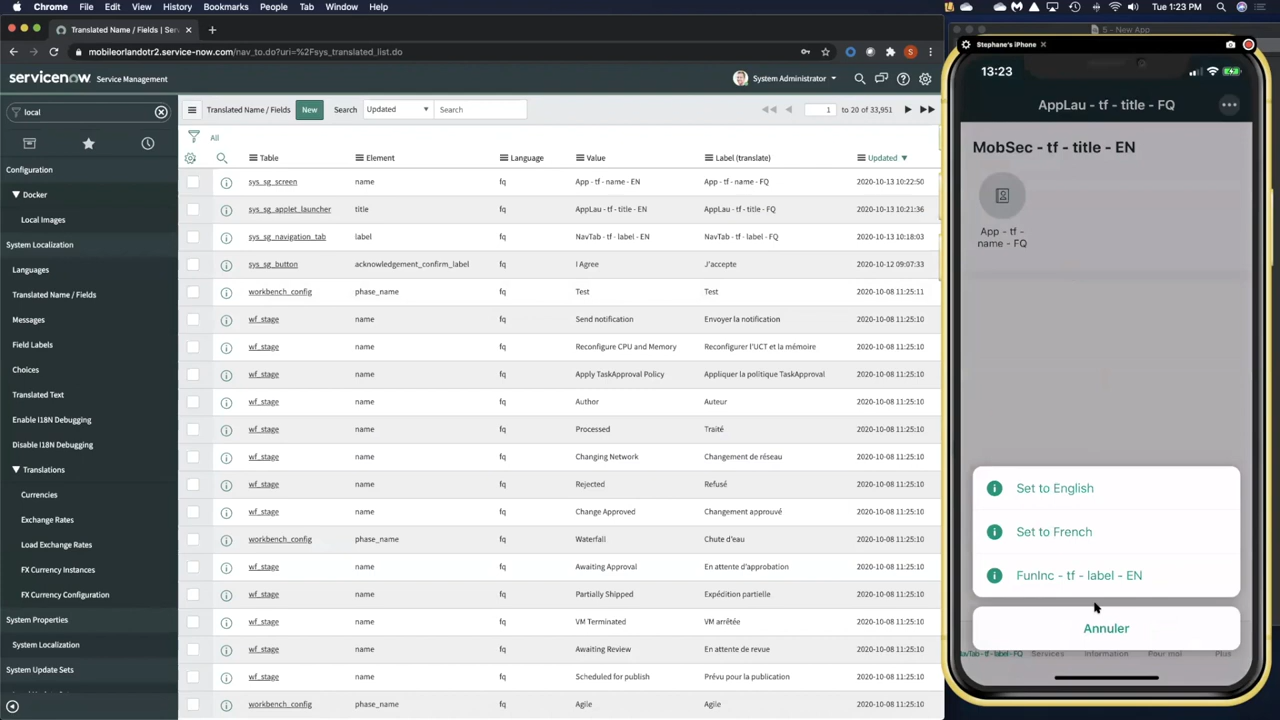 Chrome File Edit View History Bookmarks People Tab Window Help
Tue 1:23 PM
Tue 1:23 PM
Translated Name / Fields | Serv
mobileorlandotr2.service-now.com/nav_to.do?uri=%2Fsys_translated_list.do
S
servicenow Service Management
System Administrator
local
Translated Name / Fields New Search Updated Search 1 to 20 of 33,951
All
Table Element Language Value Label (translate) Updated
sys_sg_screen name fq App - tf - name - EN App - tf - name - FQ 2020-10-13 10:22:50
sys_sg_applet_launcher title fq AppLau - tf - title - EN AppLau - tf - title - FQ 2020-10-13 10:21:36
sys_sg_navigation_tab label fq NavTab - tf - label - EN NavTab - tf - label - FQ 2020-10-13 10:18:03
sys_sg_button acknowledgement_confirm_label fq I Agree J'accepte 2020-10-12 09:07:33
workbench_config phase_name fq Test Test 2020-10-08 11:25:11
wf_stage name fq Send notification Envoyer la notification 2020-10-08 11:25:10
wf_stage name fq Reconfigure CPU and Memory Reconfigurer l'UCT et la mémoire 2020-10-08 11:25:10
wf_stage name fq Apply TaskApproval Policy Appliquer la politique TaskApproval 2020-10-08 11:25:10
wf_stage name fq Author Auteur 2020-10-08 11:25:10
wf_stage name fq Processed Traité 2020-10-08 11:25:10
wf_stage name fq Changing Network Changement de réseau 2020-10-08 11:25:10
wf_stage name fq Rejected Refusé 2020-10-08 11:25:10
wf_stage name fq Change Approved Changement approuvé 2020-10-08 11:25:10
workbench_config phase_name fq Waterfall Chute d'eau 2020-10-08 11:25:10
wf_stage name fq Awaiting Approval En attente d'approbation 2020-10-08 11:25:10
wf_stage name fq Partially Shipped Expédition partielle 2020-10-08 11:25:10
wf_stage name fq VM Terminated VM arrêtée 2020-10-08 11:25:10
wf_stage name fq Awaiting Review En attente de revue 2020-10-08 11:25:10
wf_stage name fq Scheduled for publish Prévu pour la publication 2020-10-08 11:25:10
workbench_config phase_name fq Agile Agile 2020-10-08 11:25:10
Configuration
Docker
Local Images
System Localization
Languages
Translated Name / Fields
Messages
Field Labels
Choices
Translated Text
Enable I18N Debugging
Disable I18N Debugging
Translations
Currencies
Exchange Rates
Load Exchange Rates
FX Currency Instances
FX Currency Configuration
System Properties
System Localization
System Update Sets
5 - New App
Stephane's iPhone
13:23
AppLau - tf - title - FQ
MobSec - tf - title - EN
App - tf -
name - FQ
Set to English
Set to French
FunInc - tf - label - EN
Annuler
NavTab - tf - label - FQ Services Information Pour moi Plus